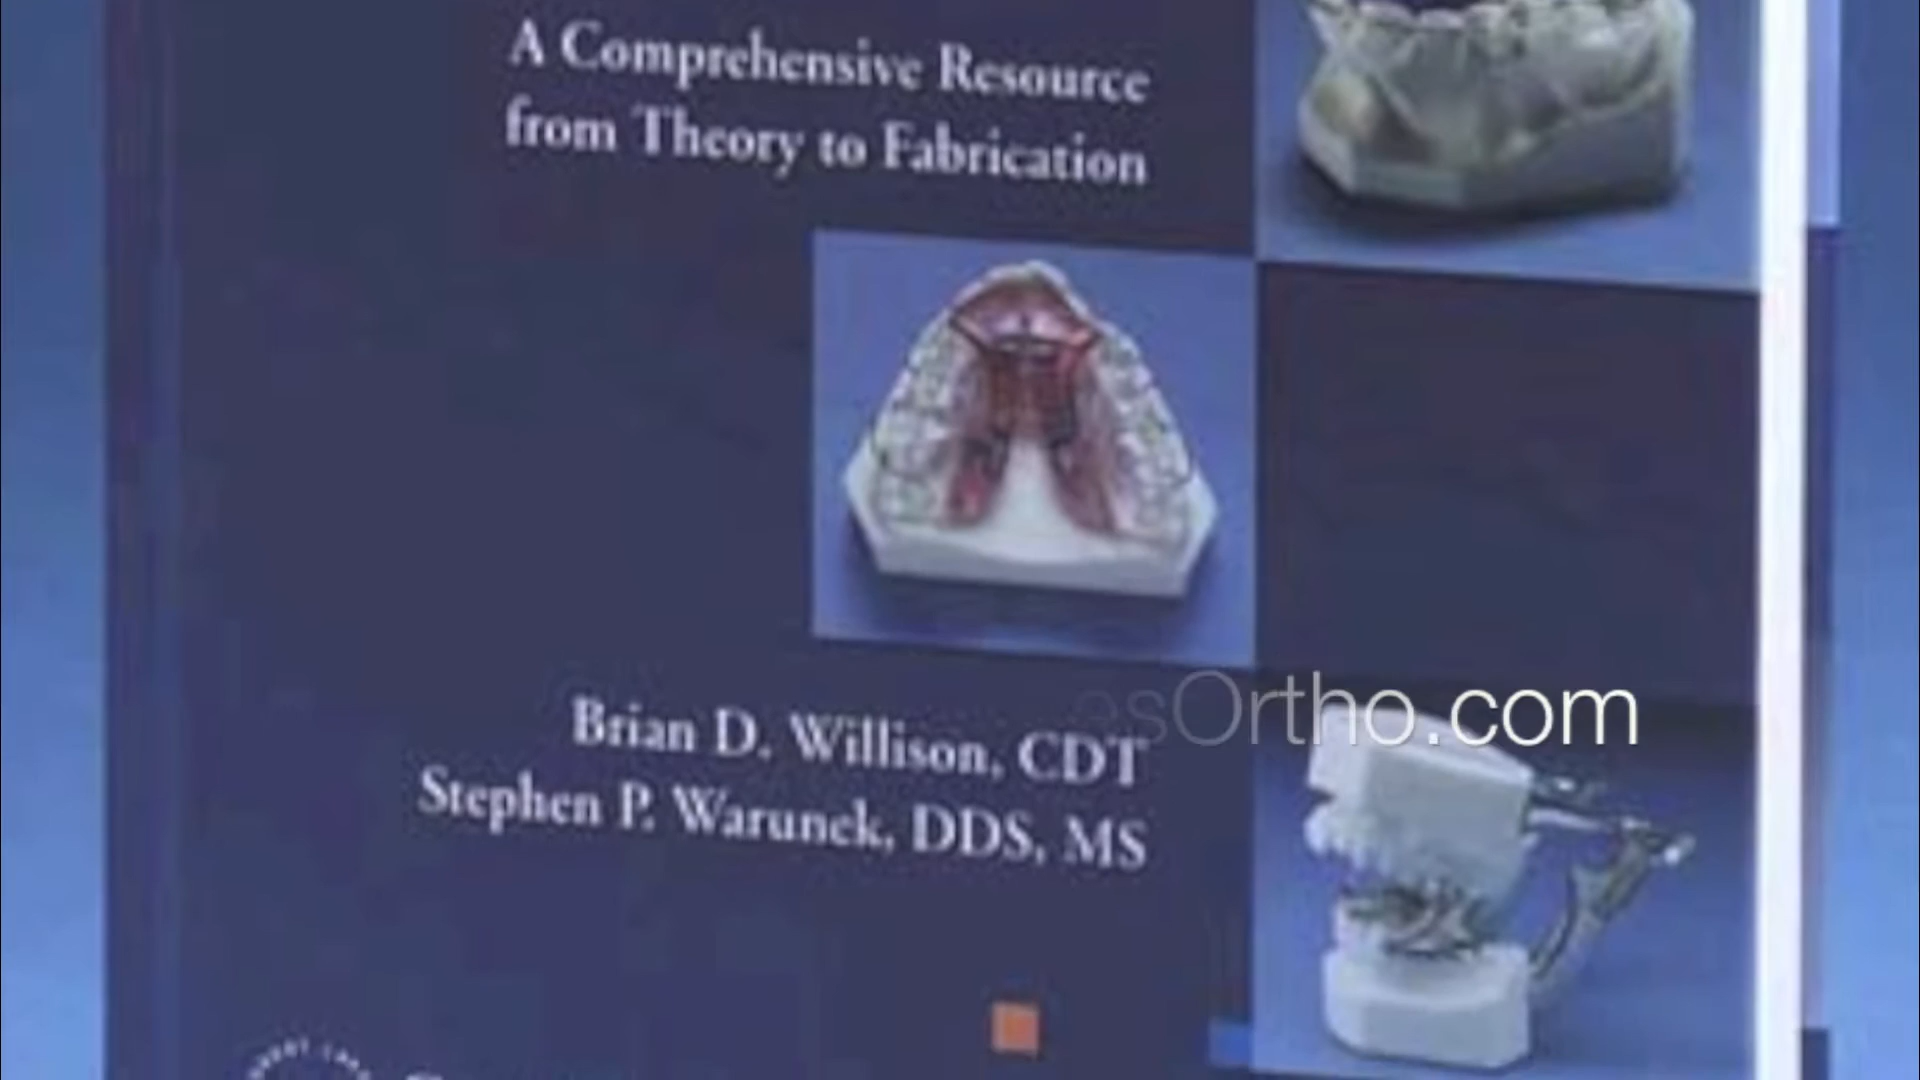 A Comprehensive Resource
from Theory to Fabrication
esOrtho.com
Brian D. Willison, CDT
Stephen P. Warunek, DDS, MS